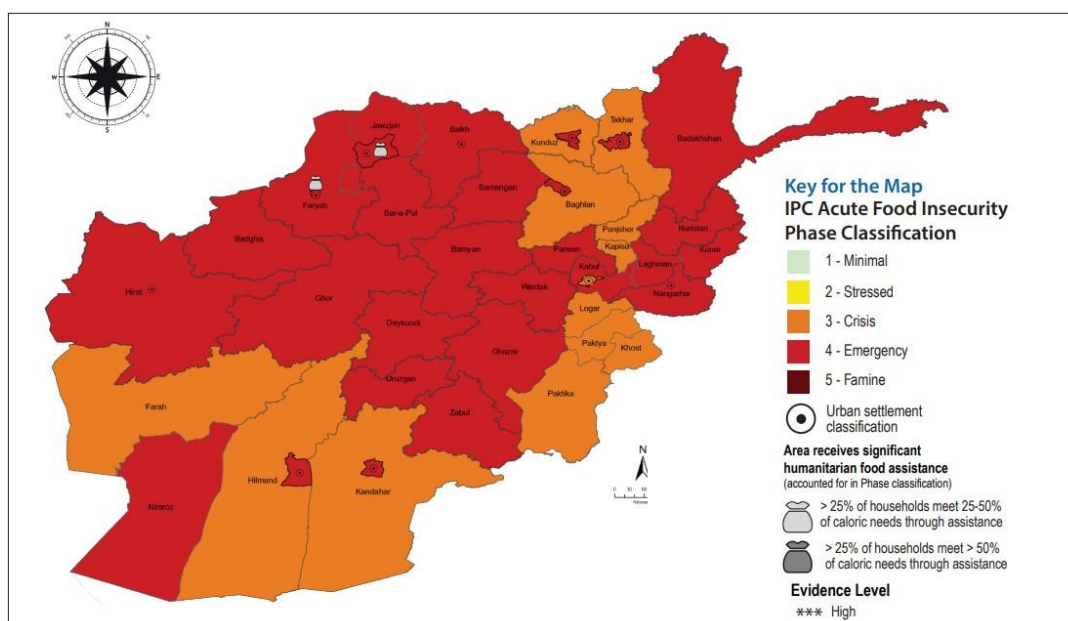 N
W
E
S
Jawzjan
Balkh
Kunduz
Takhar
Badakhshan
Faryab
Samangan
Baghlan
Sar-e-Pul
Badghis
Bamyan
Panjsher
Kapisa
Nuristan
Kunar
Parwan
Kabul
Laghman
Hirat
Ghor
Wardak
Nangarhar
Logar
Daykundi
Ghazni
Paktya
Khost
Uruzgan
Paktika
Farah
Zabul
Hilmand
Kandahar
Nimroz
N
Key for the Map
IPC Acute Food Insecurity
Phase Classification
1 - Minimal
2 - Stressed
3 - Crisis
4 - Emergency
5 - Famine
Urban settlement
classification
Area receives significant
humanitarian food assistance
(accounted for in Phase classification)
> 25% of households meet 25-50%
of caloric needs through assistance
> 25% of households meet > 50%
of caloric needs through assistance
Evidence Level
*** High